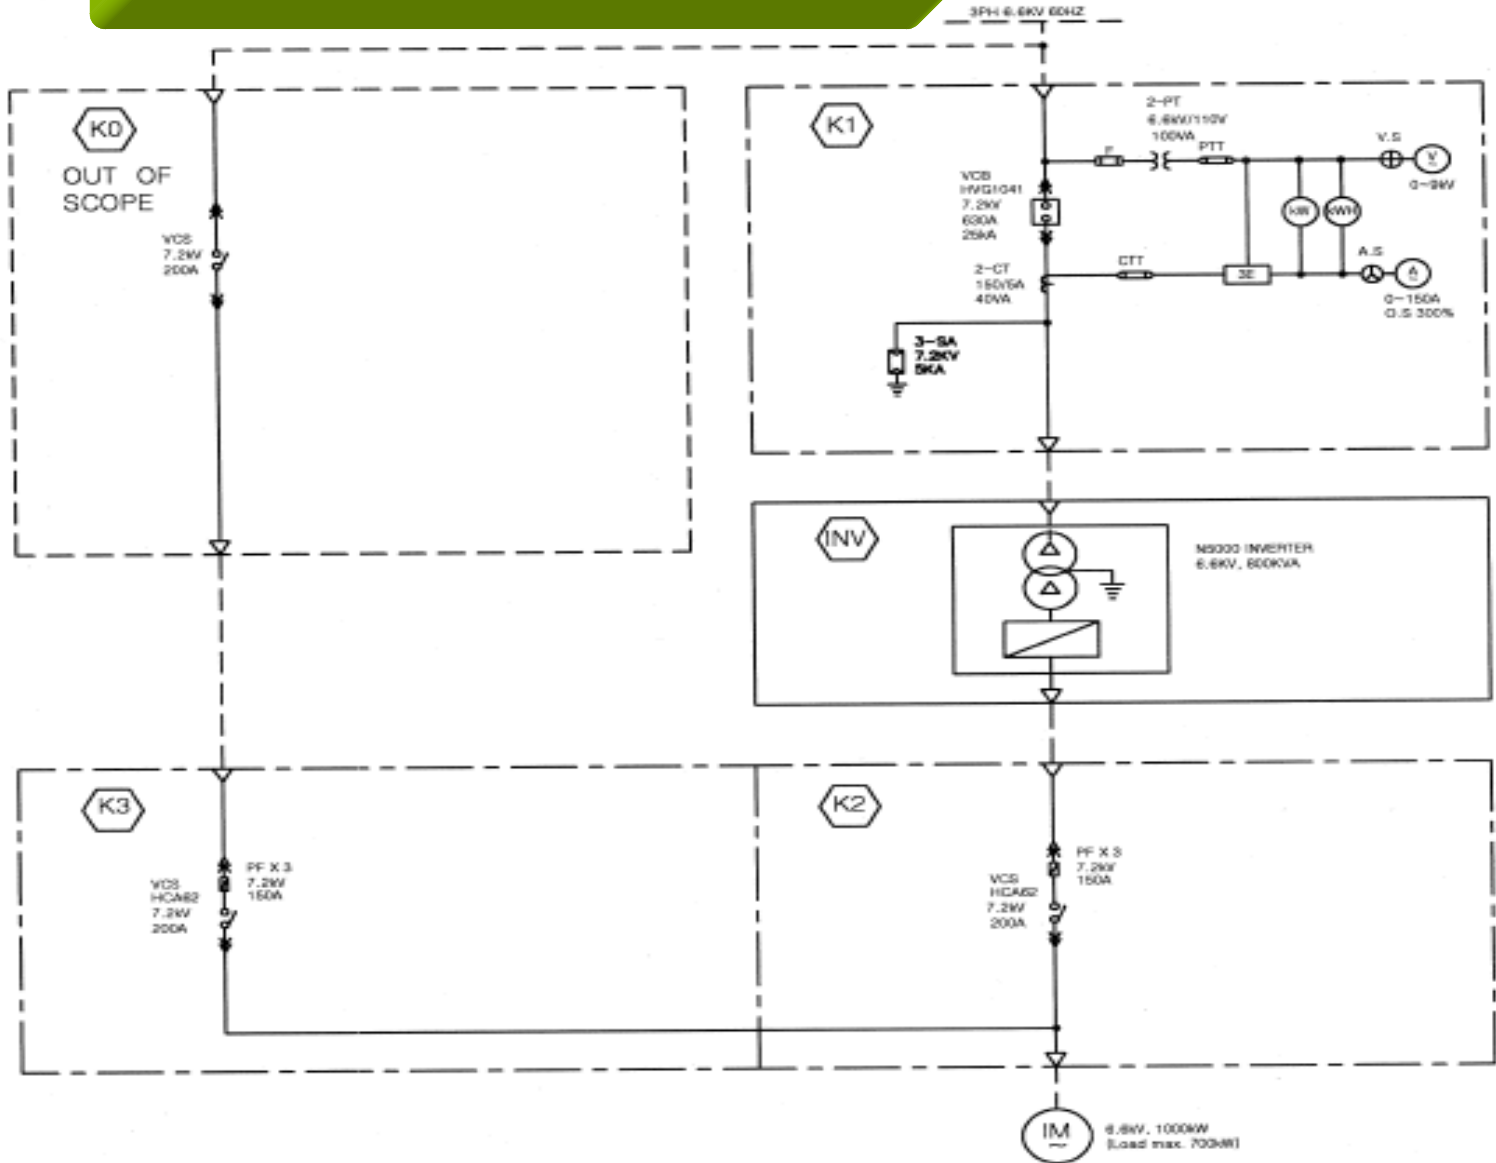 3PH 6.6KV 60HZ
K0
OUT OF
SCOPE
VCS
7.2kV
200A
K1
2-PT
6.6kV/110V
100VA
F
PTT
V.S
V
0~9kV
VCB
HVG1041
7.2kV
630A
25kA
kW
kWH
2-CT
150/5A
40VA
CTT
3E
A.S
A
0~150A
O.S 300%
3-SA
7.2KV
5KA
INV
N5000 INVERTER
6.6KV, 800KVA
K3
PF X 3
7.2kV
150A
VCS
HCA62
7.2kV
200A
K2
PF X 3
7.2kV
150A
VCS
HCA62
7.2kV
200A
IM
6.6kV, 1000kW
(Load max. 700kW)